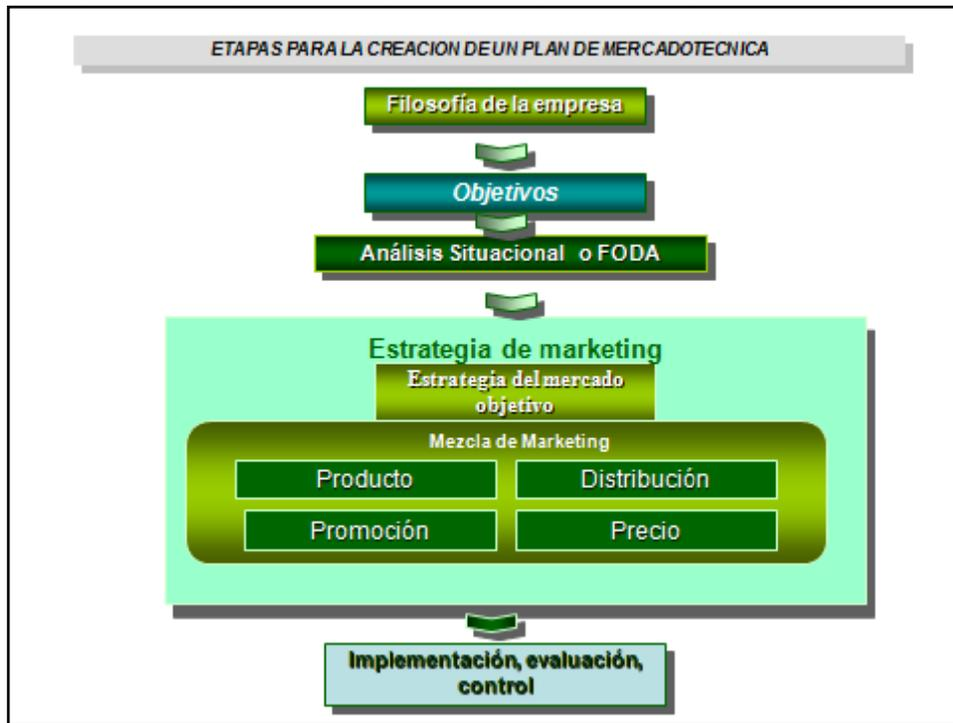 ETAPAS PARA LA CREACION DE UN PLAN DE MERCADOTECNICA
Filosofía de la empresa
Objetivos
Análisis Situacional o FODA
Estrategia de marketing
Estrategia del mercado
objetivo
Mezcla de Marketing
Producto
Distribución
Promoción
Precio
Implementación, evaluación,
control